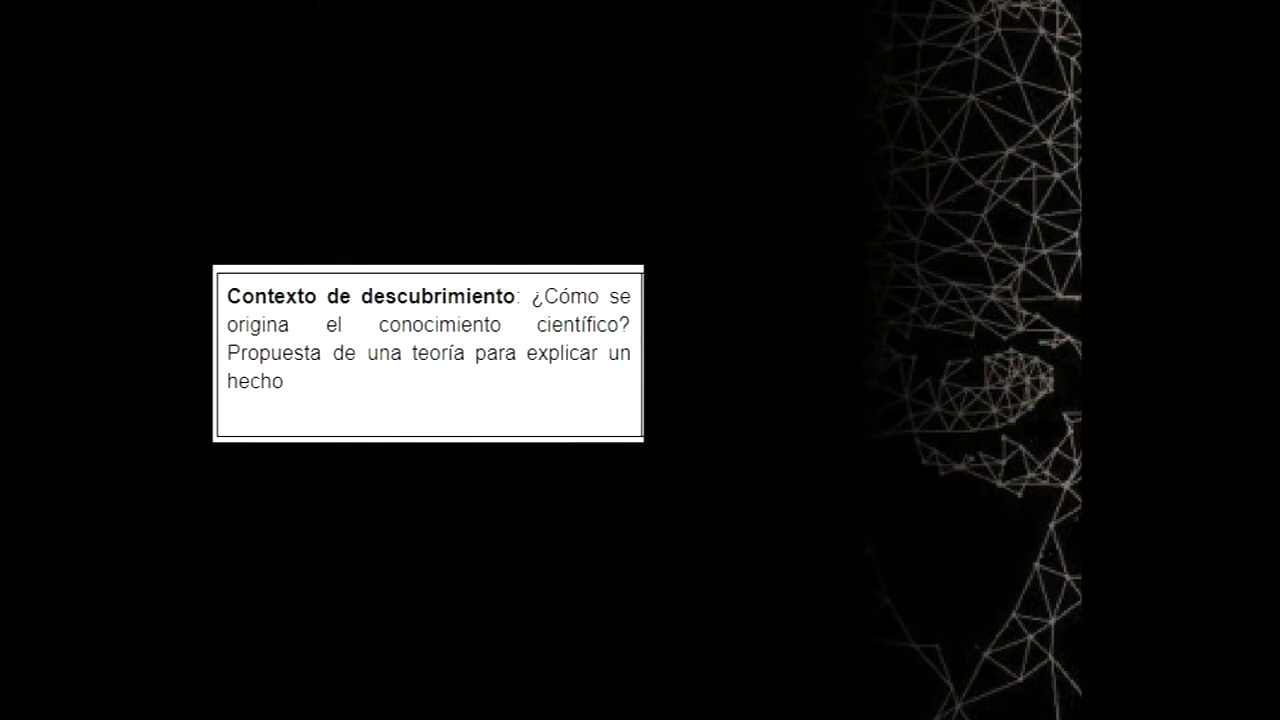 Contexto de descubrimiento: ¿Cómo se
origina el conocimiento científico?
Propuesta de una teoría para explicar un
hecho